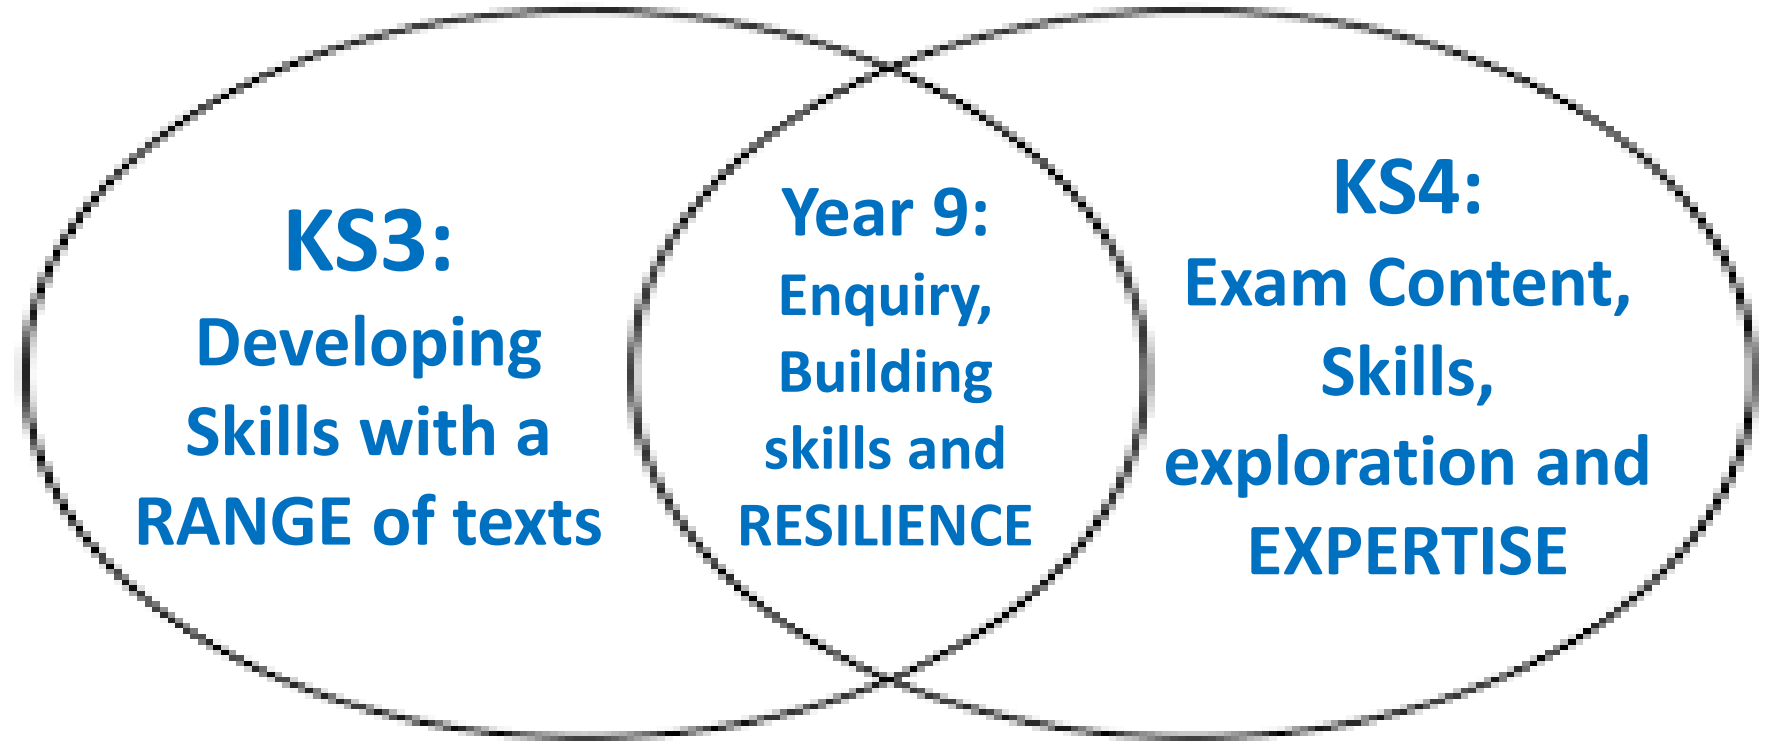 KS3:
Developing
Skills with a
RANGE of texts
Year 9:
Enquiry,
Building
skills and
RESILIENCE
KS4:
Exam Content,
Skills,
exploration and
EXPERTISE